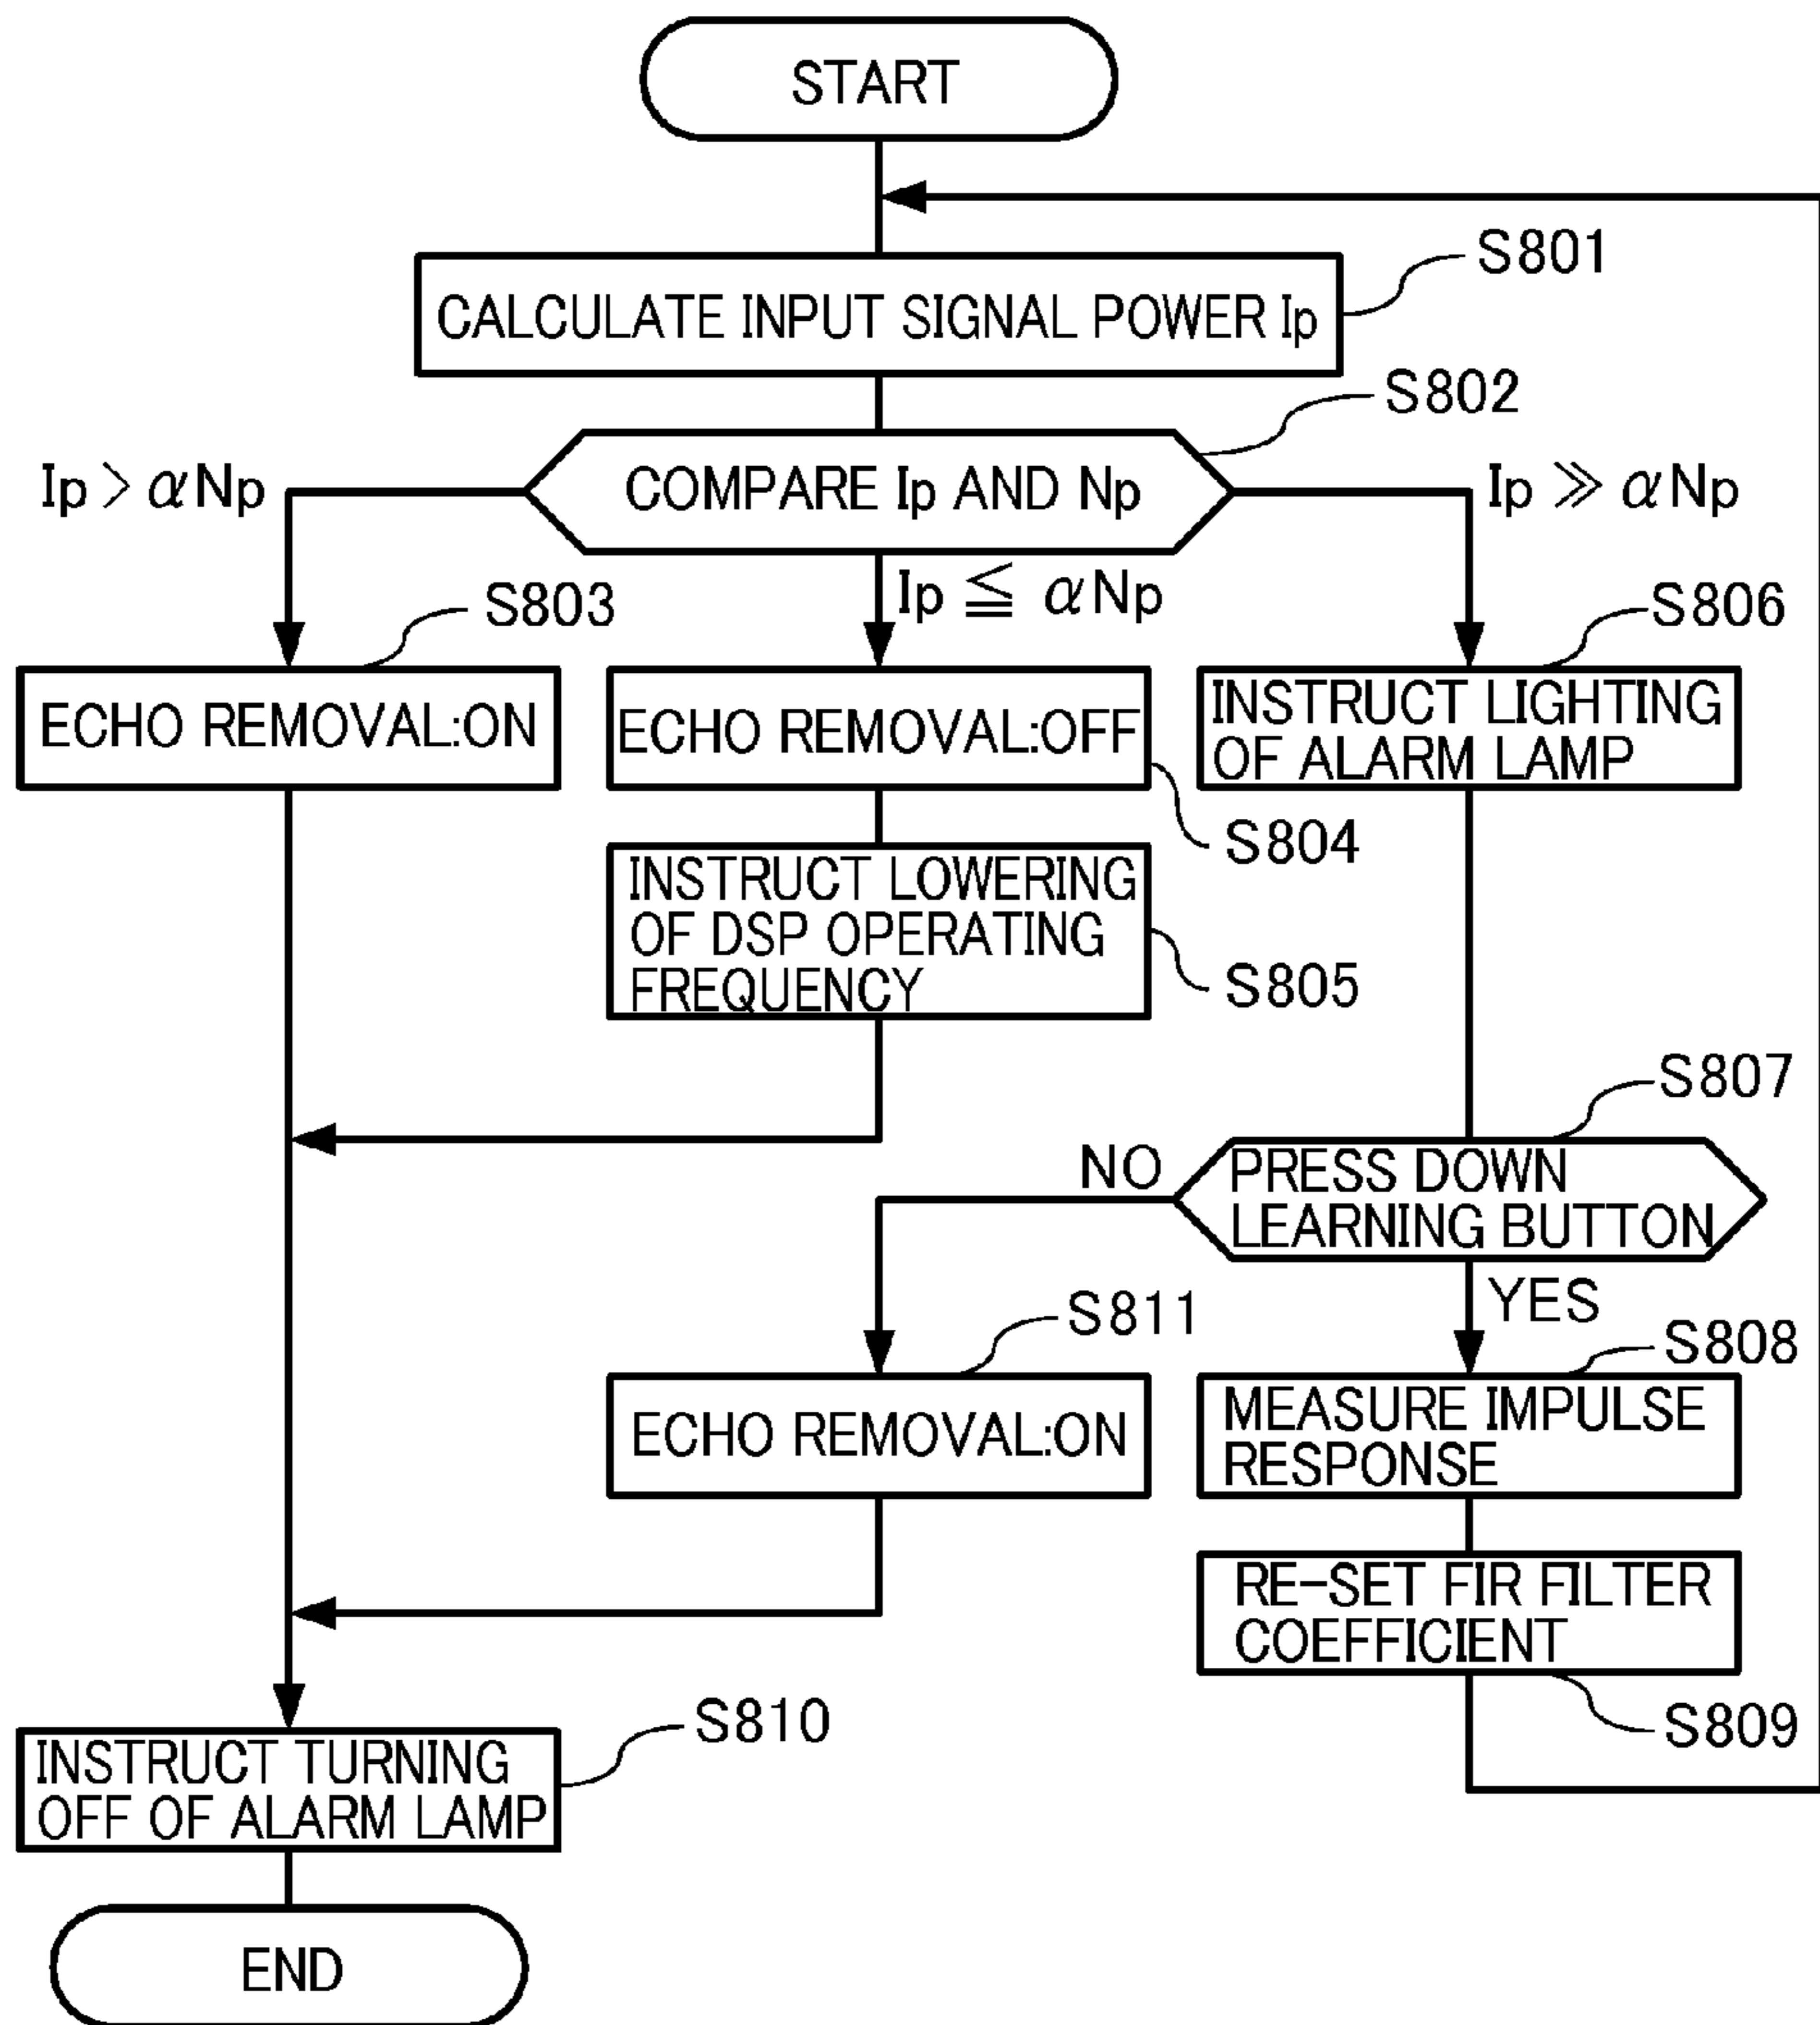 START
S801
CALCULATE INPUT SIGNAL POWER Ip
S802
Ip > αNp
COMPARE Ip AND Np
Ip ≫ αNp
Ip ≦ αNp
S803
S806
ECHO REMOVAL:ON
ECHO REMOVAL:OFF
INSTRUCT LIGHTING
OF ALARM LAMP
S804
INSTRUCT LOWERING
OF DSP OPERATING
FREQUENCY
S805
S807
NO
PRESS DOWN
LEARNING BUTTON
YES
S811
S808
ECHO REMOVAL:ON
MEASURE IMPULSE
RESPONSE
RE-SET FIR FILTER
COEFFICIENT
S809
S810
INSTRUCT TURNING
OFF OF ALARM LAMP
END